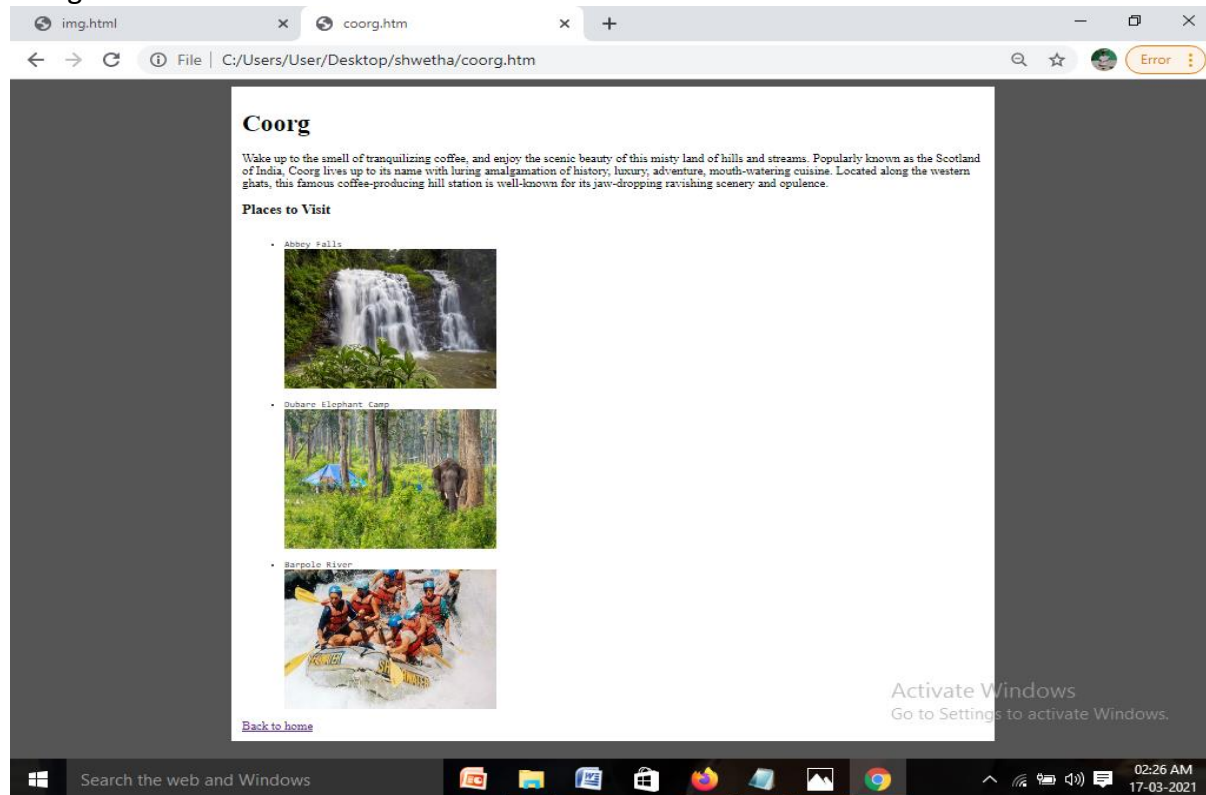 img.html
coorg.htm
File | C:/Users/User/Desktop/shwetha/coorg.htm
Error
Coorg
Wake up to the smell of tranquilizing coffee, and enjoy the scenic beauty of this misty land of hills and streams. Popularly known as the Scotland
of India, Coorg lives up to its name with luring amalgamation of history, luxury, adventure, mouth-watering cuisine. Located along the western
ghats, this famous coffee-producing hill station is well-known for its jaw-dropping ravishing scenery and opulence.
Places to Visit
• Abbey Falls
• Dubare Elephant Camp
• Barpole River
Back to home
Activate Windows
Go to Settings to activate Windows.
Search the web and Windows
02:26 AM
17-03-2021